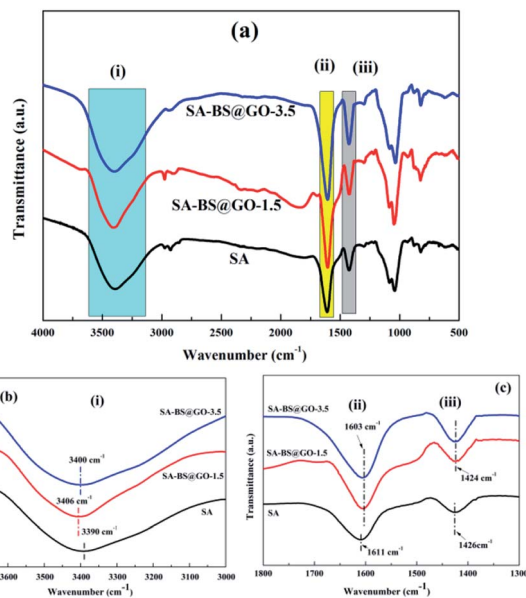 (a)
(i)
(ii)
(iii)
SA-BS@GO-3.5
SA-BS@GO-1.5
SA
Transmittance (a.u.)
4000 3500 3000 2500 2000 1500 1000 500
Wavenumber (cm⁻¹)
(b)
(i)
SA-BS@GO-3.5
3400 cm⁻¹
SA-BS@GO-1.5
3406 cm⁻¹
3390 cm⁻¹
SA
3600 3500 3400 3300 3200 3100 3000
Wavenumber (cm⁻¹)
(c)
(ii)
(iii)
SA-BS@GO-3.5
1603 cm⁻¹
SA-BS@GO-1.5
1424 cm⁻¹
SA
1611 cm⁻¹
1426cm⁻¹
Transmittance (a.u.)
1800 1700 1600 1500 1400 1300
Wavenumber (cm⁻¹)